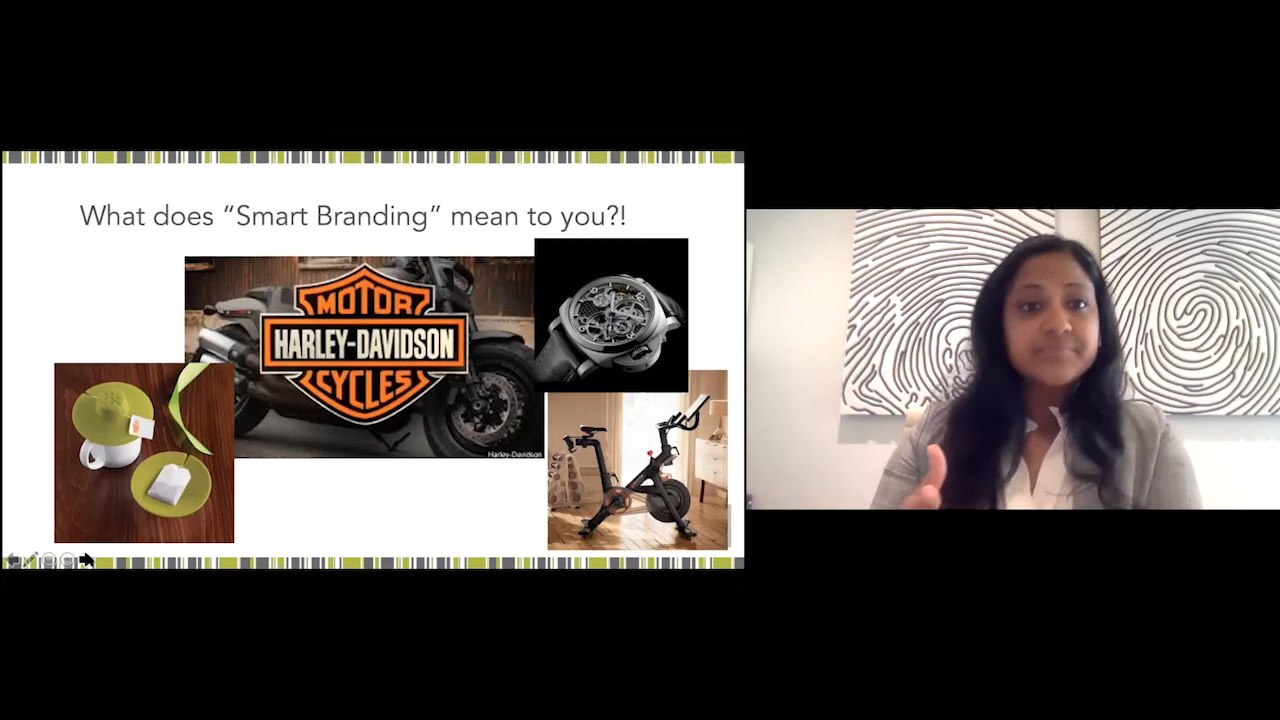 What does “Smart Branding” mean to you?!
MOTOR
HARLEY-DAVIDSON
CYCLES
Harley-Davidson